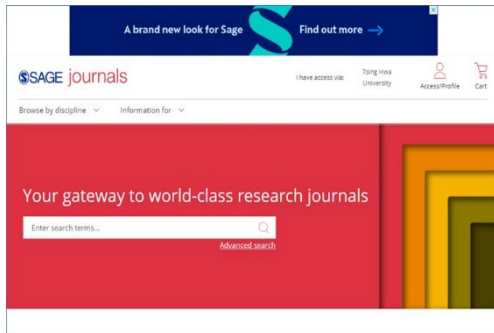 A brand new look for Sage
Find out more
SAGE journals
I have access via:
Tsing Hwa
University
Access/Profile
Cart
Browse by discipline
Information for
Your gateway to world-class research journals
Enter search terms...
Advanced search